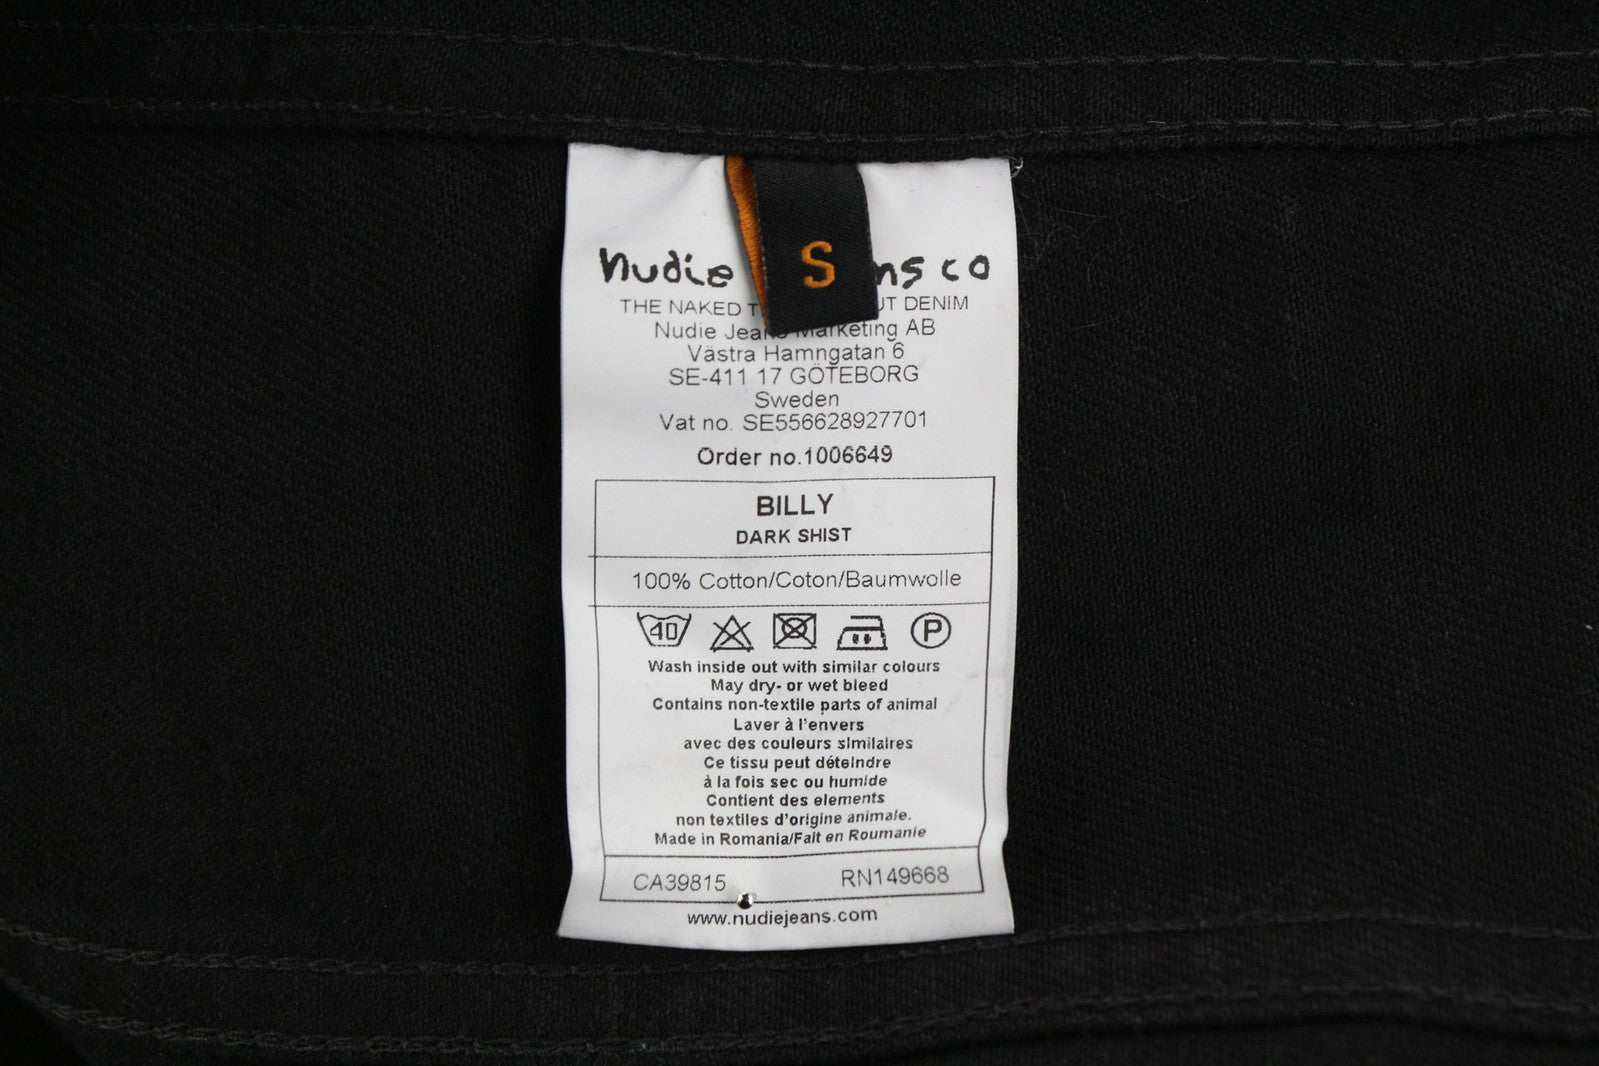 S
nudie co
THE NAKED DENIM
Nudie Jeans Marketing AB
Västra Hamngatan 6
SE-411 17 GÖTEBORG
Sweden
Vat no. SE556628927701
Order no.1006649
BILLY
DARK SHIST
100% Cotton/Coton/Baumwolle
40 P
Wash inside out with similar colours
May dry- or wet bleed
Contains non-textile parts of animal
Laver à l'envers
avec des couleurs similaires
Ce tissu peut déteindre
à la fois sec ou humide
Contient des elements
non textiles d'origine animale.
Made in Romania/Fait en Roumanie
CA39815 RN149668
www.nudiejeans.com